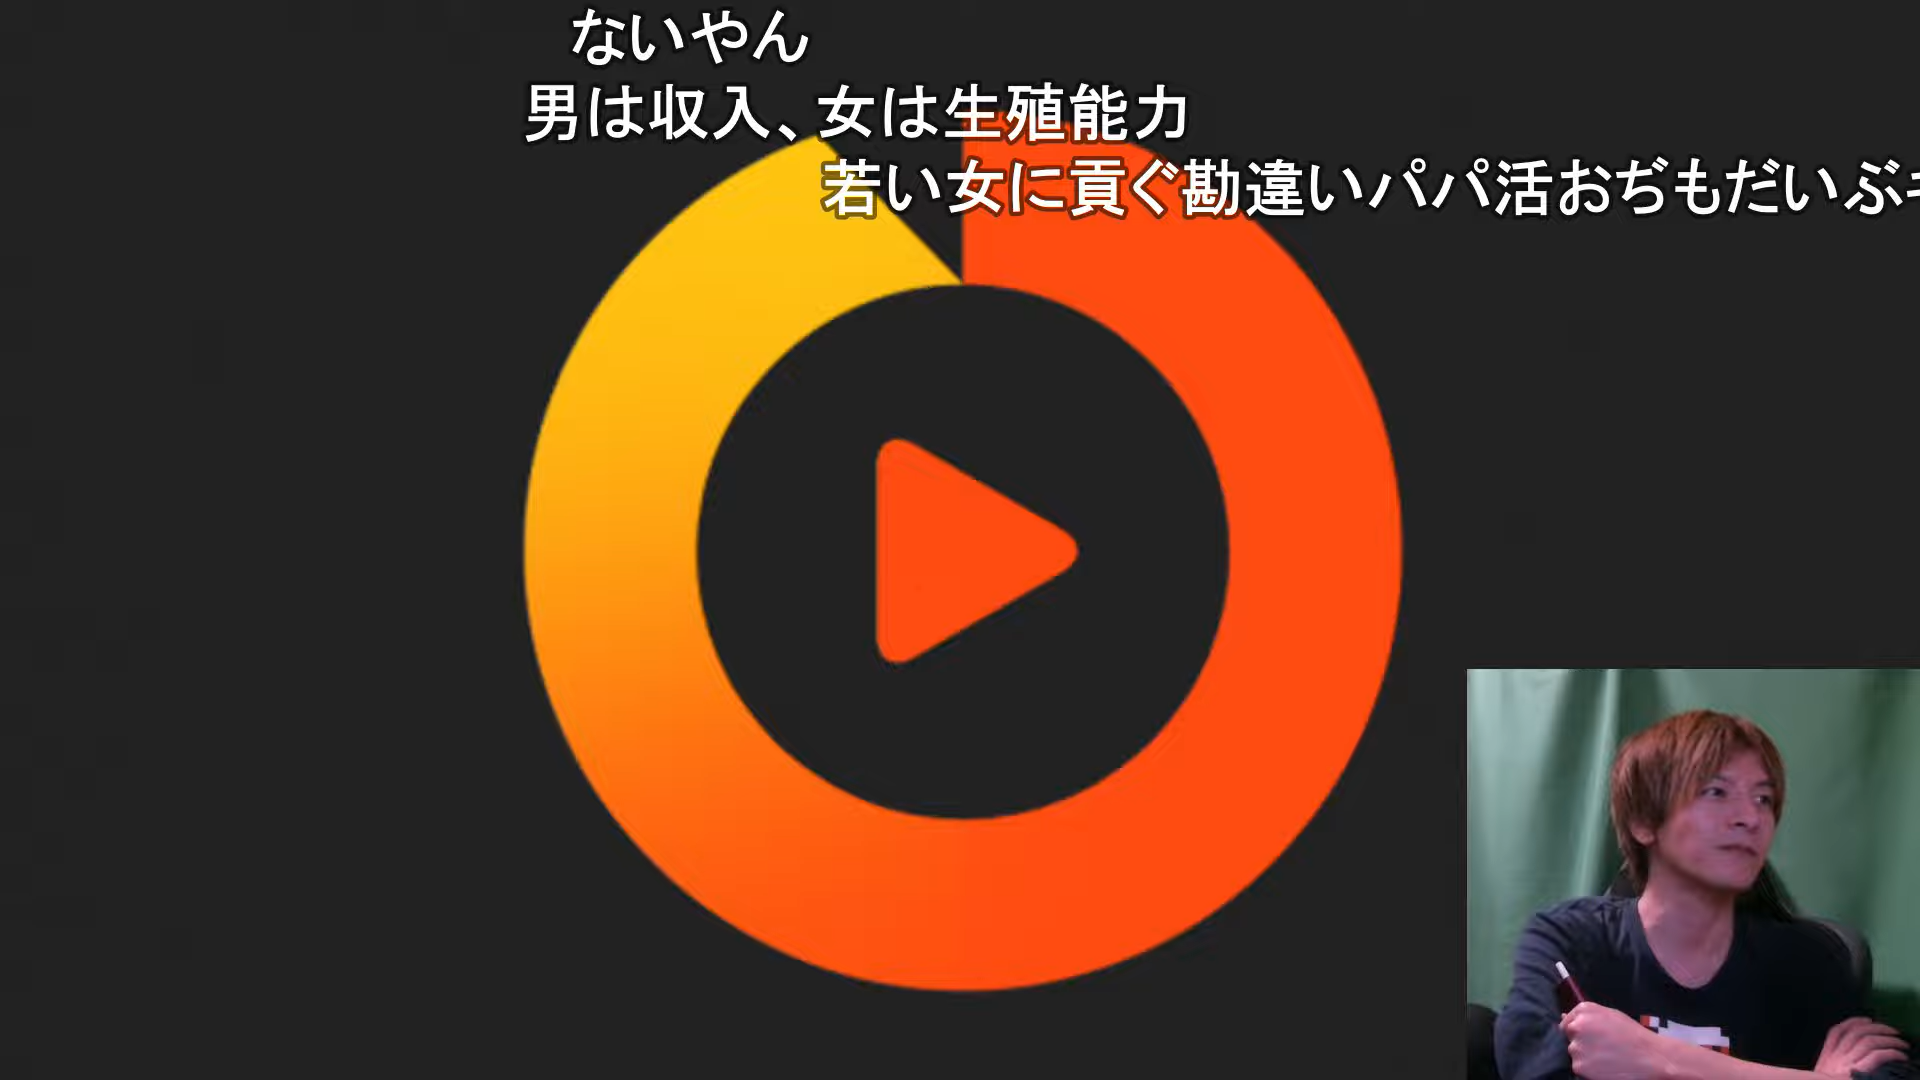 ないやん
男は収入、女は生殖能力
若い女に貢ぐ勘違いパパ活おぢもだいぶ